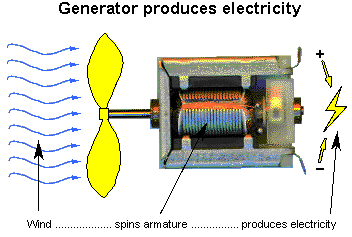 Generator produces electricity
+
–
Wind ................... spins armature ................ produces electricity